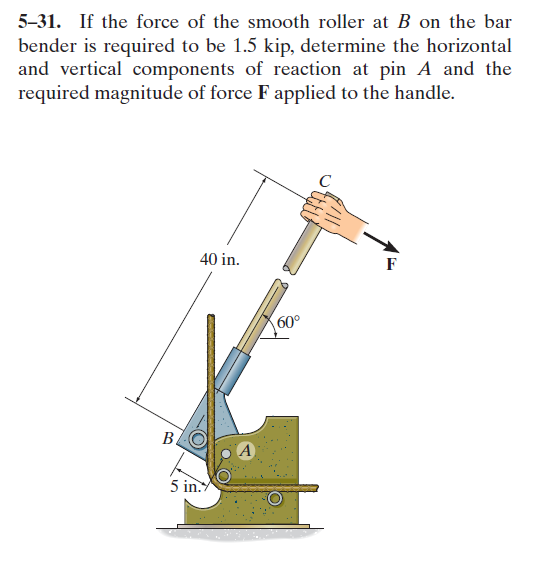 5–31. If the force of the smooth roller at B on the bar
bender is required to be 1.5 kip, determine the horizontal
and vertical components of reaction at pin A and the
required magnitude of force F applied to the handle.
C
40 in.
F
60°
B
A
5 in.